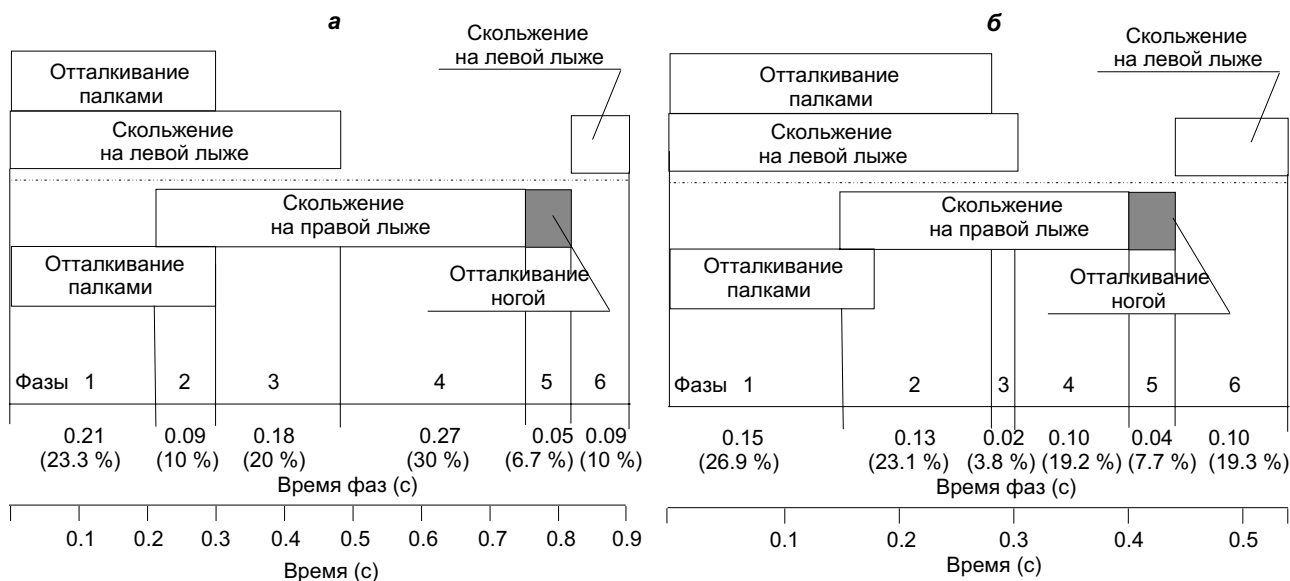 а
Скольжение
на левой лыже
Отталкивание
палками
Скольжение
на левой лыже
Скольжение
на правой лыже
Отталкивание
палками
Отталкивание
ногой
Фазы 1 2 3 4 5 6
0.21 0.09 0.18 0.27 0.05 0.09
(23.3 %) (10 %) (20 %) (30 %) (6.7 %) (10 %)
Время фаз (с)
0.1 0.2 0.3 0.4 0.5 0.6 0.7 0.8 0.9
Время (с)
б
Скольжение
на левой лыже
Отталкивание
палками
Скольжение
на левой лыже
Скольжение
на правой лыже
Отталкивание
палками
Отталкивание
ногой
Фазы 1 2 3 4 5 6
0.15 0.13 0.02 0.10 0.04 0.10
(26.9 %) (23.1 %) (3.8 %) (19.2 %) (7.7 %) (19.3 %)
Время фаз (с)
0.1 0.2 0.3 0.4 0.5
Время (с)